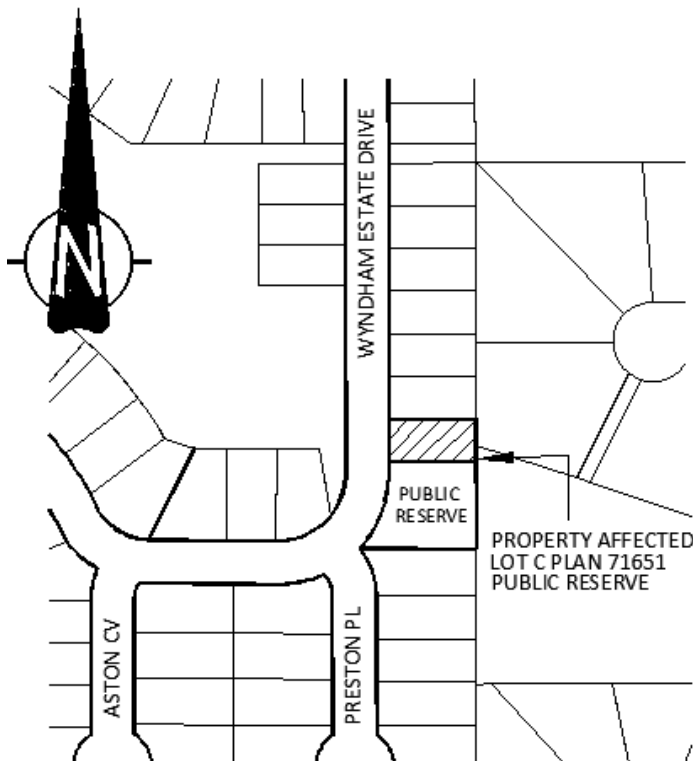 WYNDHAM ESTATE DRIVE
N
PUBLIC
RESERVE
PROPERTY AFFECTED
LOT C PLAN 71651
PUBLIC RESERVE
ASTON CV
PRESTON PL